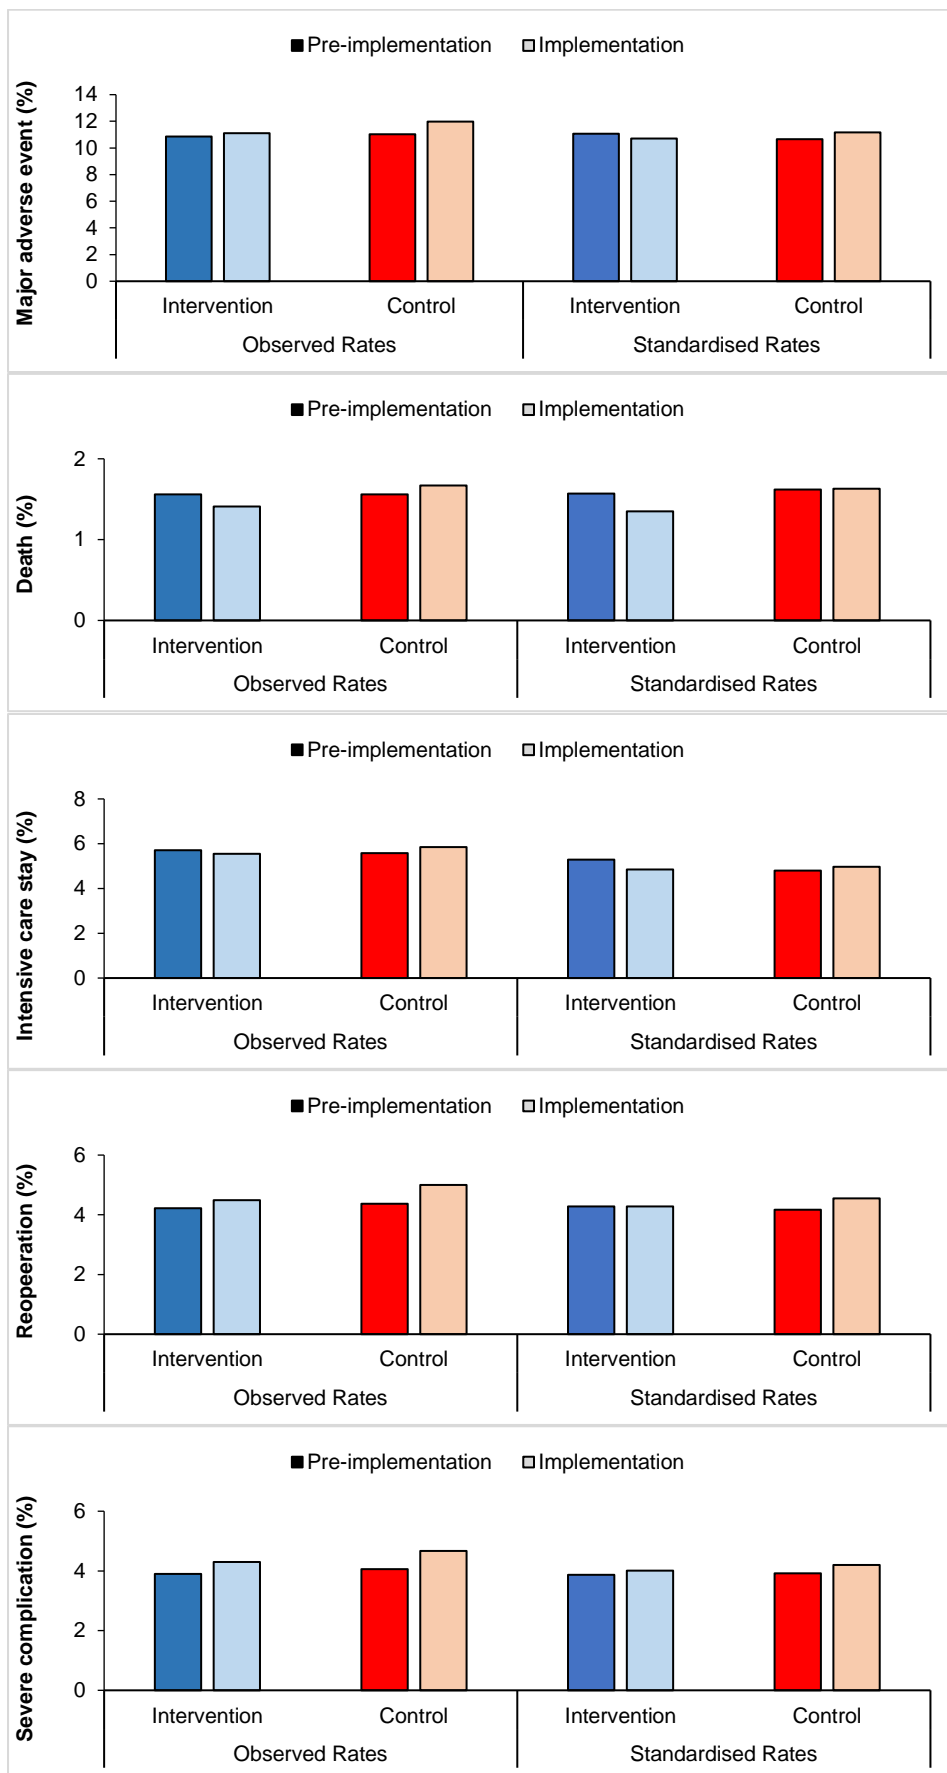 Pre-implementation Implementation
Major adverse event (%)
14
12
10
8
6
4
2
0
Intervention Control Intervention Control
Observed Rates Standardised Rates
Pre-implementation Implementation
Death (%)
2
1
0
Intervention Control Intervention Control
Observed Rates Standardised Rates
Pre-implementation Implementation
Intensive care stay (%)
8
6
4
2
0
Intervention Control Intervention Control
Observed Rates Standardised Rates
Pre-implementation Implementation
Reopeeration (%)
6
4
2
0
Intervention Control Intervention Control
Observed Rates Standardised Rates
Pre-implementation Implementation
Severe complication (%)
6
4
2
0
Intervention Control Intervention Control
Observed Rates Standardised Rates